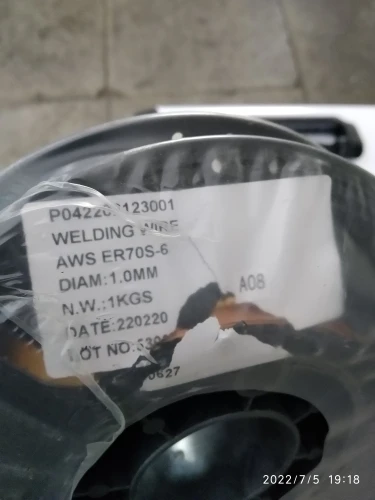 WELDING WIRE
AWS ER70S-6
DIAM:1.0MM
N.W.:1KGS
A08
DATE:220220
LOT NO:
0627
2022/7/5 19:18